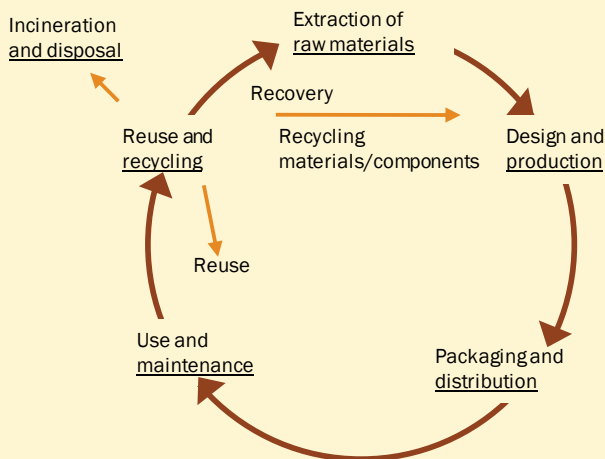 Incineration
and disposal
Extraction of
raw materials
Recovery
Reuse and
recycling
Recycling
materials/components
Design and
production
Reuse
Use and
maintenance
Packaging and
distribution